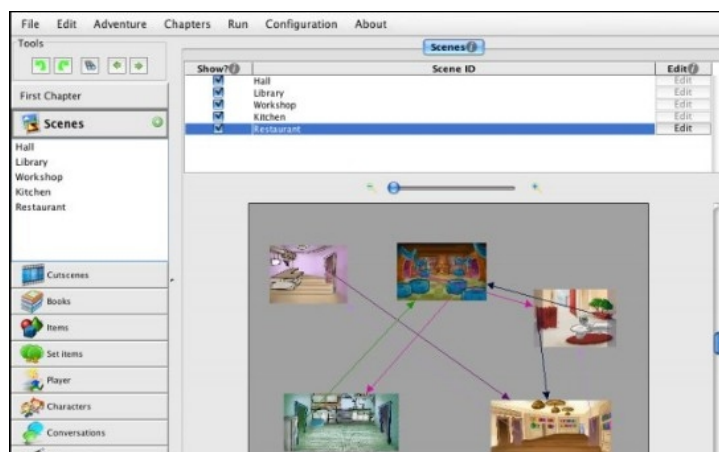 File Edit Adventure Chapters Run Configuration About
Tools
Scenes
Show? Scene ID Edit
Hall Edit
Library Edit
Workshop Edit
Kitchen Edit
Restaurant Edit
First Chapter
Scenes
Hall
Library
Workshop
Kitchen
Restaurant
Cutscenes
Books
Items
Set items
Player
Characters
Conversations